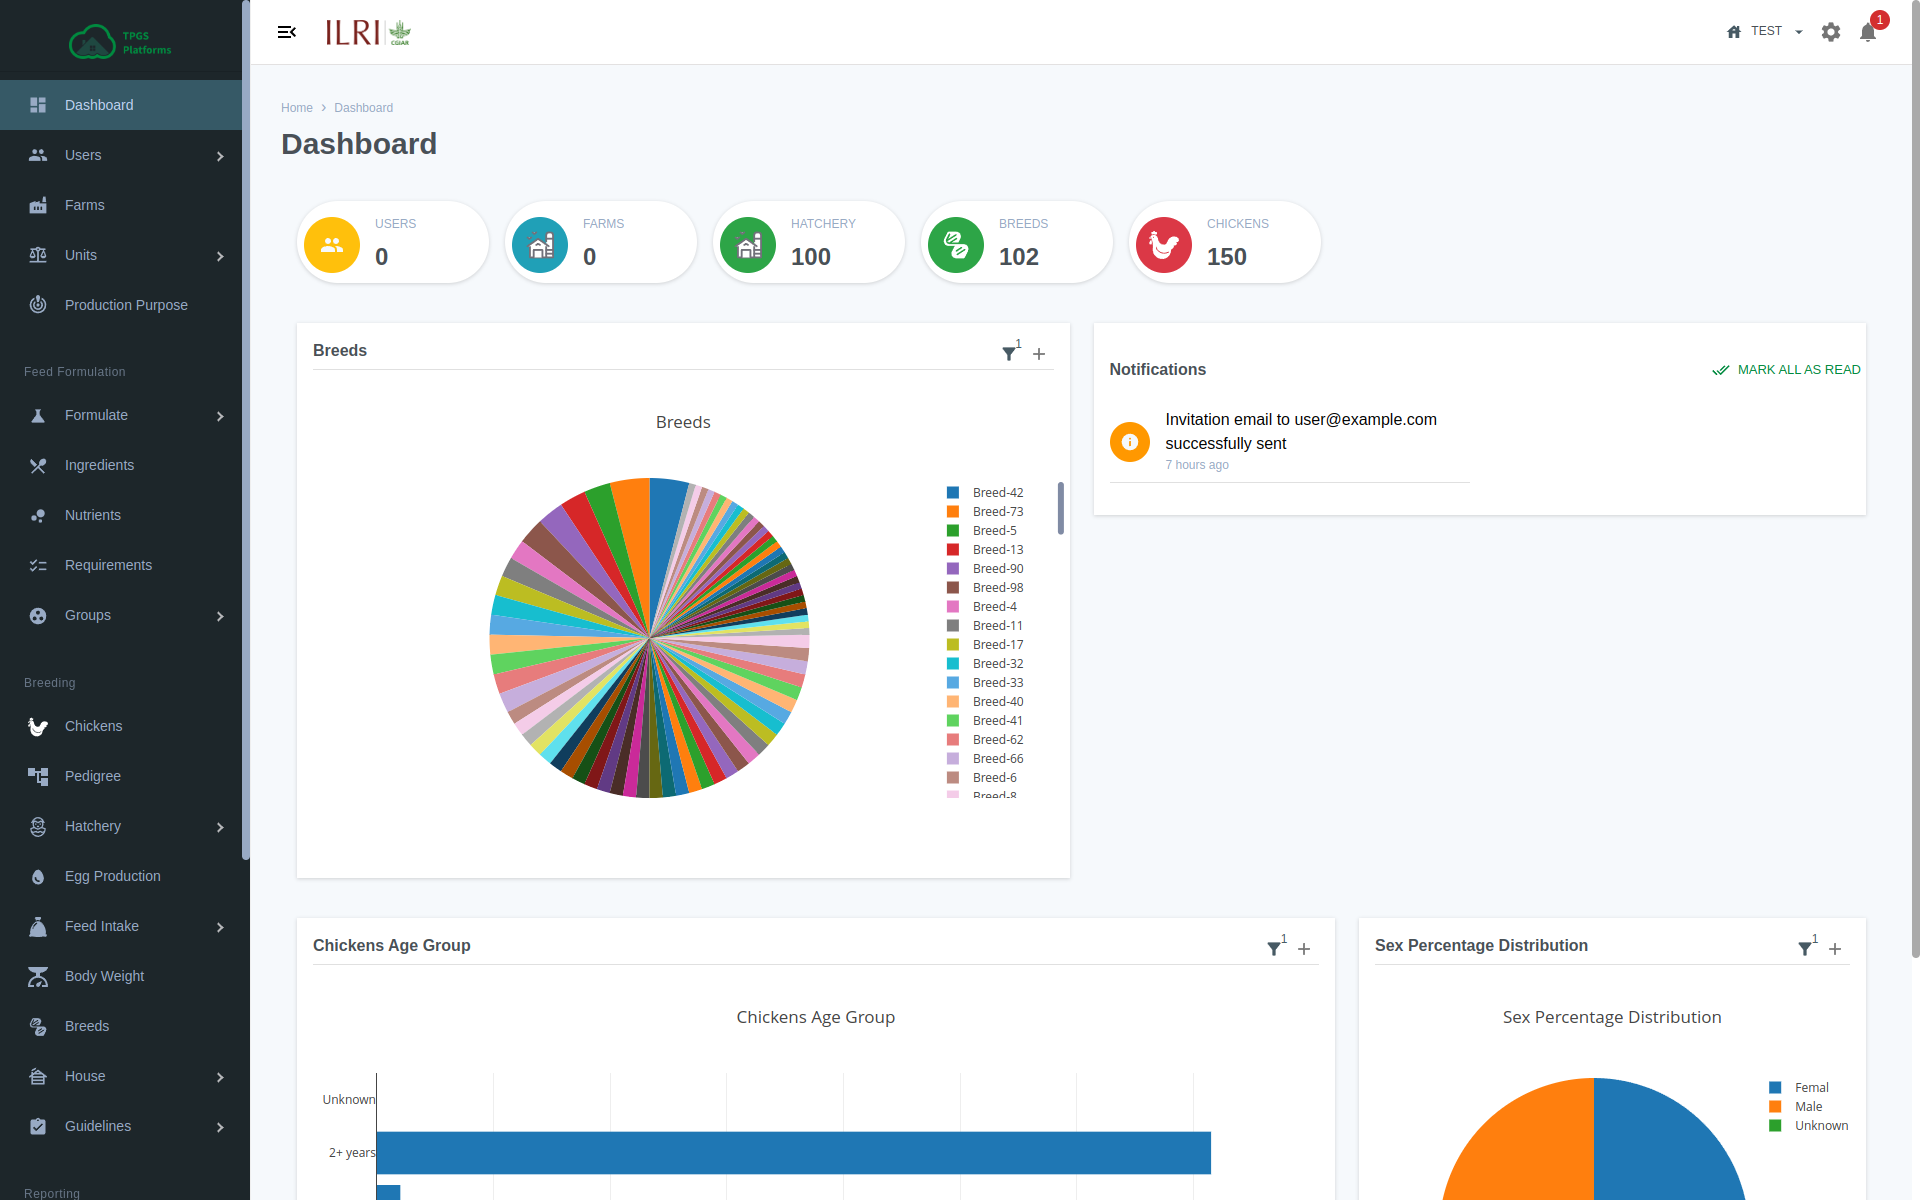 TPGS
Platforms
Dashboard
Users
Farms
Units
Production Purpose
Feed Formulation
Formulate
Ingredients
Nutrients
Requirements
Groups
Breeding
Chickens
Pedigree
Hatchery
Egg Production
Feed Intake
Body Weight
Breeds
House
Guidelines
Reporting
ILRI
CGIAR
TEST
1
Home
Dashboard
Dashboard
USERS
0
FARMS
0
HATCHERY
100
BREEDS
102
CHICKENS
150
Breeds
1
Breeds
Breed-42
Breed-73
Breed-5
Breed-13
Breed-90
Breed-98
Breed-4
Breed-11
Breed-17
Breed-32
Breed-33
Breed-40
Breed-41
Breed-62
Breed-66
Breed-6
Breed-8
Notifications
MARK ALL AS READ
Invitation email to user@example.com
successfully sent
7 hours ago
Chickens Age Group
1
Chickens Age Group
Unknown
2+ years
Sex Percentage Distribution
1
Sex Percentage Distribution
Femal
Male
Unknown